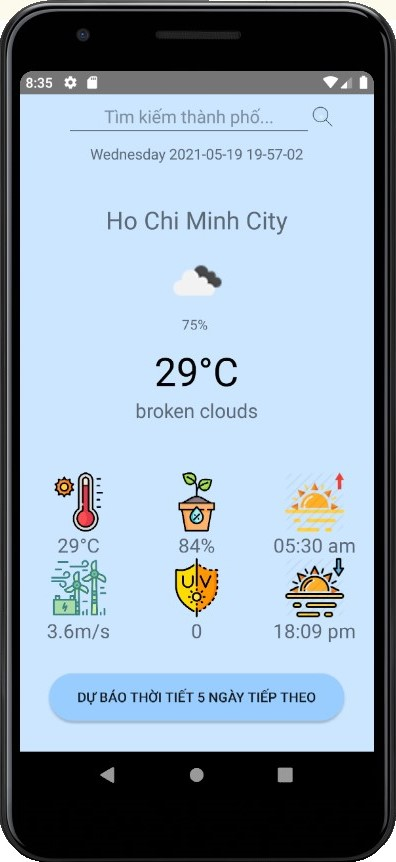 8:35
Tìm kiếm thành phố...
Wednesday 2021-05-19 19-57-02
Ho Chi Minh City
75%
29°C
broken clouds
29°C 84% 05:30 am
UV
3.6m/s 0 18:09 pm
DỰ BÁO THỜI TIẾT 5 NGÀY TIẾP THEO